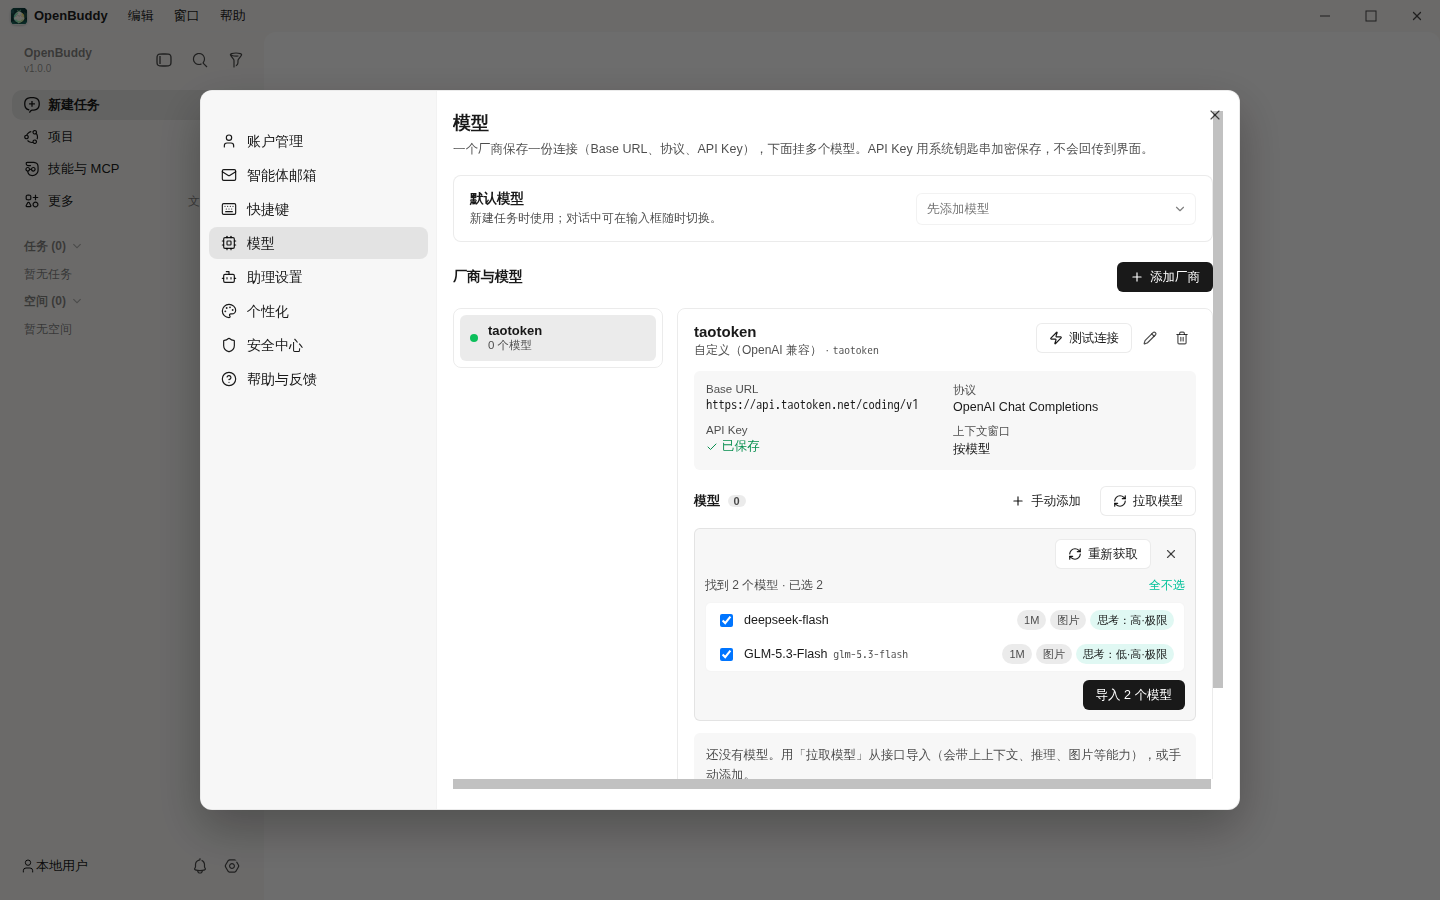 OpenBuddy 编辑 窗口 帮助
OpenBuddy
v1.0.0
新建任务
项目
技能与 MCP
更多 文
任务 (0)
暂无任务
空间 (0)
暂无空间
本地用户
账户管理
智能体邮箱
快捷键
模型
助理设置
个性化
安全中心
帮助与反馈
模型
一个厂商保存一份连接（Base URL、协议、API Key），下面挂多个模型。API Key 用系统钥匙串加密保存，不会回传到界面。
默认模型
新建任务时使用；对话中可在输入框随时切换。
先添加模型
厂商与模型
添加厂商
taotoken
0 个模型
taotoken
自定义（OpenAI 兼容） · taotoken
测试连接
Base URL
https://api.taotoken.net/coding/v1
协议
OpenAI Chat Completions
API Key
已保存
上下文窗口
按模型
模型 0
手动添加
拉取模型
重新获取
找到 2 个模型 · 已选 2
全不选
deepseek-flash 1M 图片 思考：高·极限
GLM-5.3-Flash glm-5.3-flash 1M 图片 思考：低·高·极限
导入 2 个模型
还没有模型。用「拉取模型」从接口导入（会带上上下文、推理、图片等能力），或手
动添加。